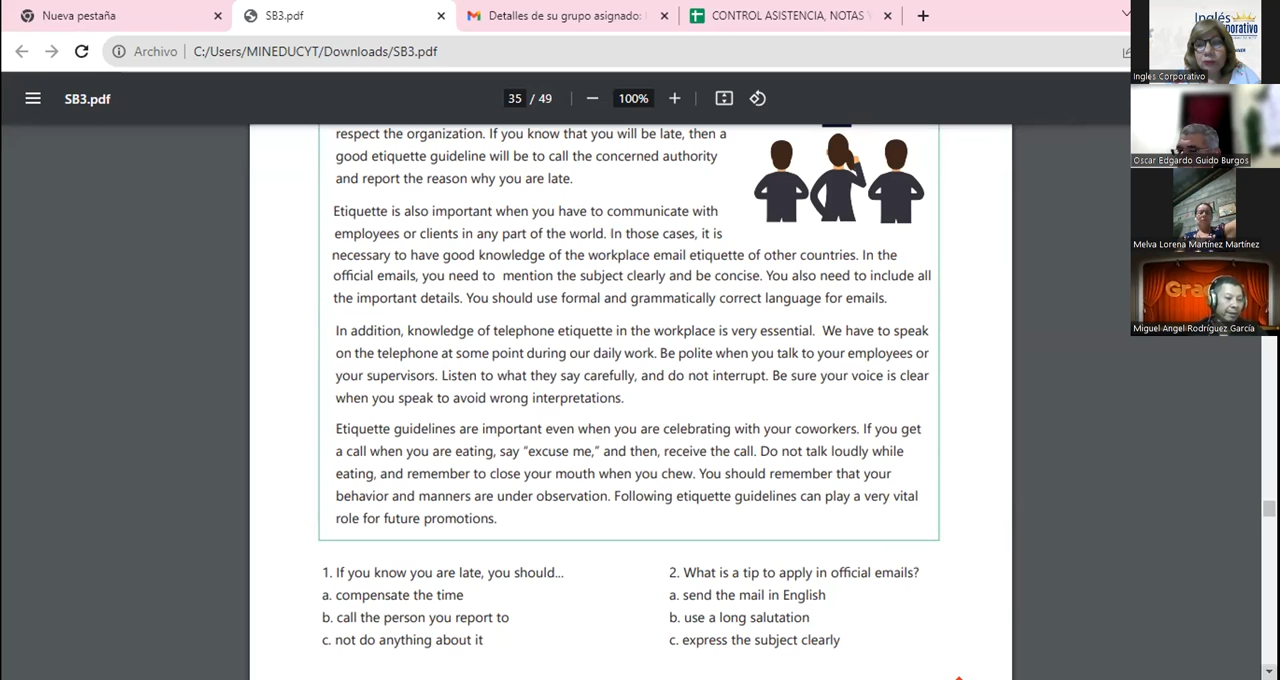 Nueva pestaña
SB3.pdf
Detalles de su grupo asignado:
CONTROL ASISTENCIA, NOTAS Y
Archivo
C:/Users/MINEDUCYT/Downloads/SB3.pdf
SB3.pdf
35 / 49
100%
respect the organization. If you know that you will be late, then a
good etiquette guideline will be to call the concerned authority
and report the reason why you are late.
Etiquette is also important when you have to communicate with
employees or clients in any part of the world. In those cases, it is
necessary to have good knowledge of the workplace email etiquette of other countries. In the
official emails, you need to mention the subject clearly and be concise. You also need to include all
the important details. You should use formal and grammatically correct language for emails.
In addition, knowledge of telephone etiquette in the workplace is very essential. We have to speak
on the telephone at some point during our daily work. Be polite when you talk to your employees or
your supervisors. Listen to what they say carefully, and do not interrupt. Be sure your voice is clear
when you speak to avoid wrong interpretations.
Etiquette guidelines are important even when you are celebrating with your coworkers. If you get
a call when you are eating, say “excuse me,” and then, receive the call. Do not talk loudly while
eating, and remember to close your mouth when you chew. You should remember that your
behavior and manners are under observation. Following etiquette guidelines can play a very vital
role for future promotions.
1. If you know you are late, you should...
a. compensate the time
b. call the person you report to
c. not do anything about it
2. What is a tip to apply in official emails?
a. send the mail in English
b. use a long salutation
c. express the subject clearly
Inglés
Ingles Corporativo
Oscar Edgardo Guido Burgos
Melva Lorena Martínez Martínez
Miguel Angel Rodríguez García